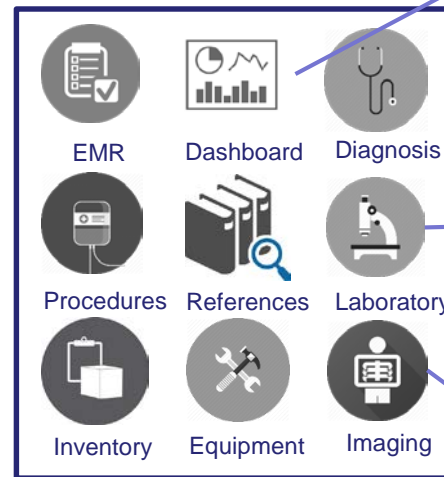 EMR Dashboard Diagnosis
Procedures References Laboratory
Inventory Equipment Imaging